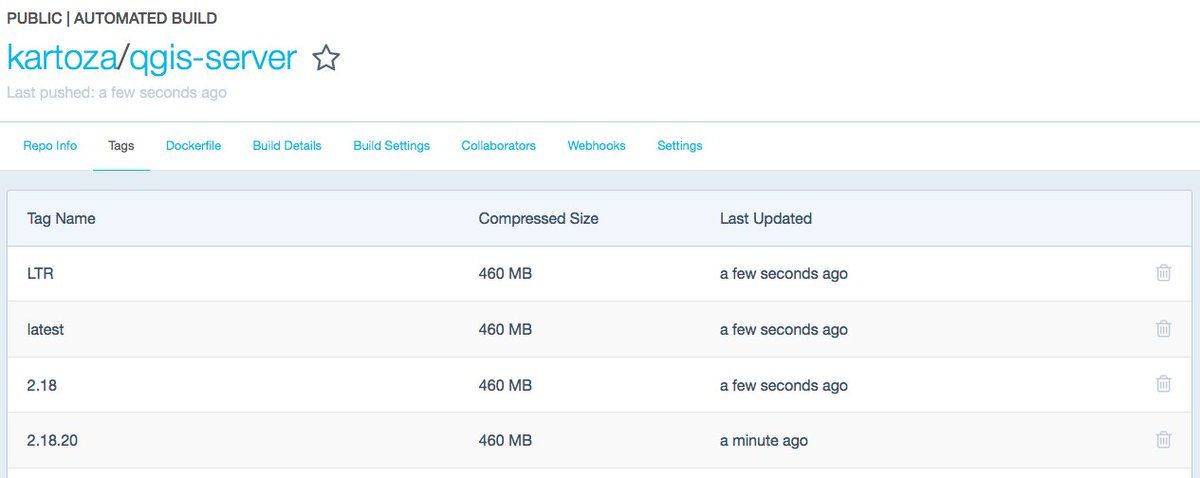 PUBLIC | AUTOMATED BUILD
kartoza/qgis-server
Last pushed: a few seconds ago
Repo Info Tags Dockerfile Build Details Build Settings Collaborators Webhooks Settings
Tag Name Compressed Size Last Updated
LTR 460 MB a few seconds ago
latest 460 MB a few seconds ago
2.18 460 MB a few seconds ago
2.18.20 460 MB a minute ago